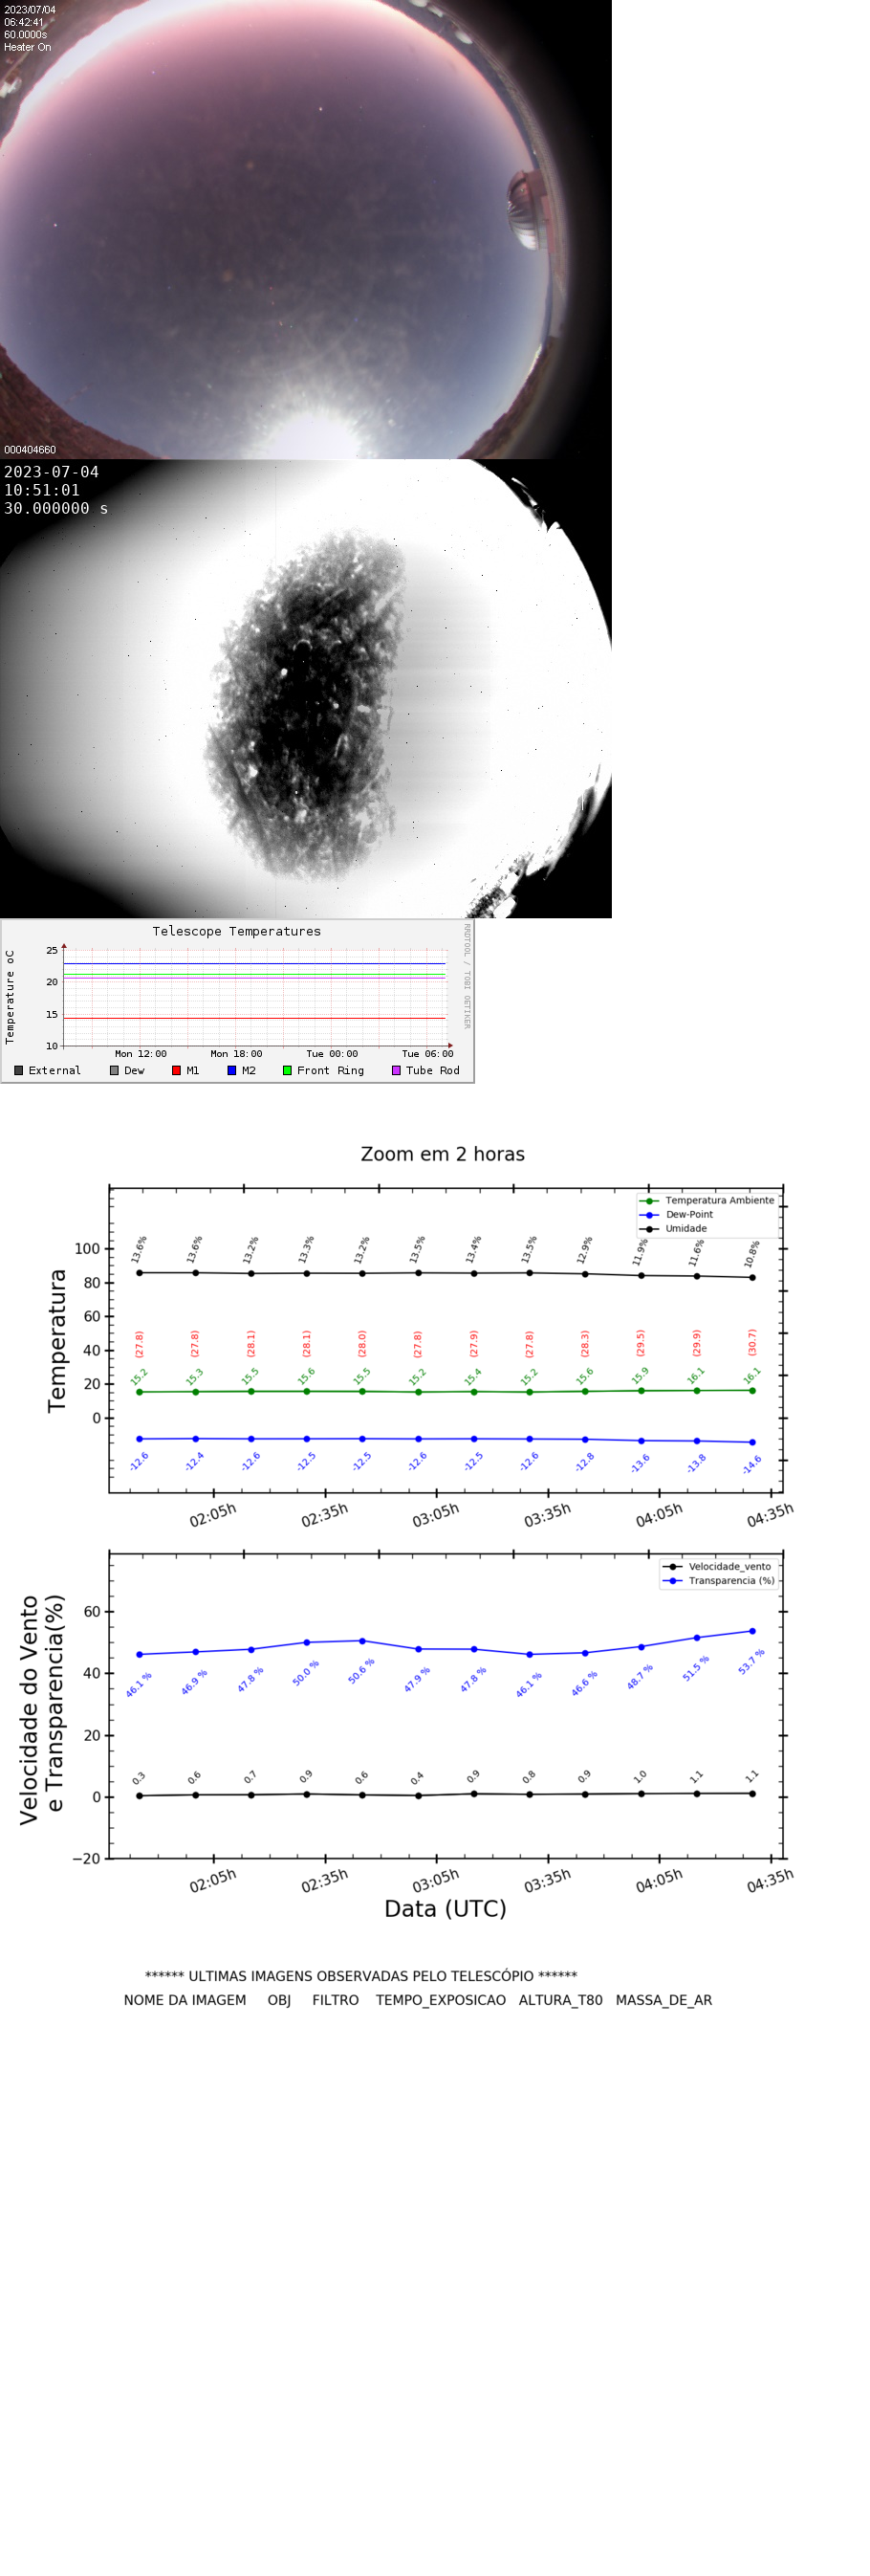 2023/07/04
06:42:41
60.0000s
Heater On
000404660
2023-07-04
10:51:01
30.000000 s
Telescope Temperatures
RRDTOOL / TOBI OETIKER
Temperature oC
25
20
15
10
Mon 12:00 Mon 18:00 Tue 00:00 Tue 06:00
External Dew M1 M2 Front Ring Tube Rod
Zoom em 2 horas
Temperatura Ambiente
Dew-Point
Umidade
Temperatura
100
80
60
40
20
0
13.6% 13.6% 13.2% 13.3% 13.2% 13.5% 13.4% 13.5% 12.9% 11.9% 11.6% 10.8%
(27.8) (27.8) (28.1) (28.1) (28.0) (27.8) (27.9) (27.8) (28.3) (29.5) (29.9) (30.7)
15.2 15.3 15.5 15.6 15.5 15.2 15.4 15.2 15.6 15.9 16.1 16.1
-12.6 -12.4 -12.6 -12.5 -12.5 -12.6 -12.5 -12.6 -12.8 -13.6 -13.8 -14.6
02:05h 02:35h 03:05h 03:35h 04:05h 04:35h
Velocidade_vento
Transparencia (%)
Velocidade do Vento
e Transparencia(%)
60
40
20
0
−20
46.1 % 46.9 % 47.8 % 50.0 % 50.6 % 47.9 % 47.8 % 46.1 % 46.6 % 48.7 % 51.5 % 53.7 %
0.3 0.6 0.7 0.9 0.6 0.4 0.9 0.8 0.9 1.0 1.1 1.1
02:05h 02:35h 03:05h 03:35h 04:05h 04:35h
Data (UTC)
****** ULTIMAS IMAGENS OBSERVADAS PELO TELESCÓPIO ******
NOME DA IMAGEM OBJ FILTRO TEMPO_EXPOSICAO ALTURA_T80 MASSA_DE_AR